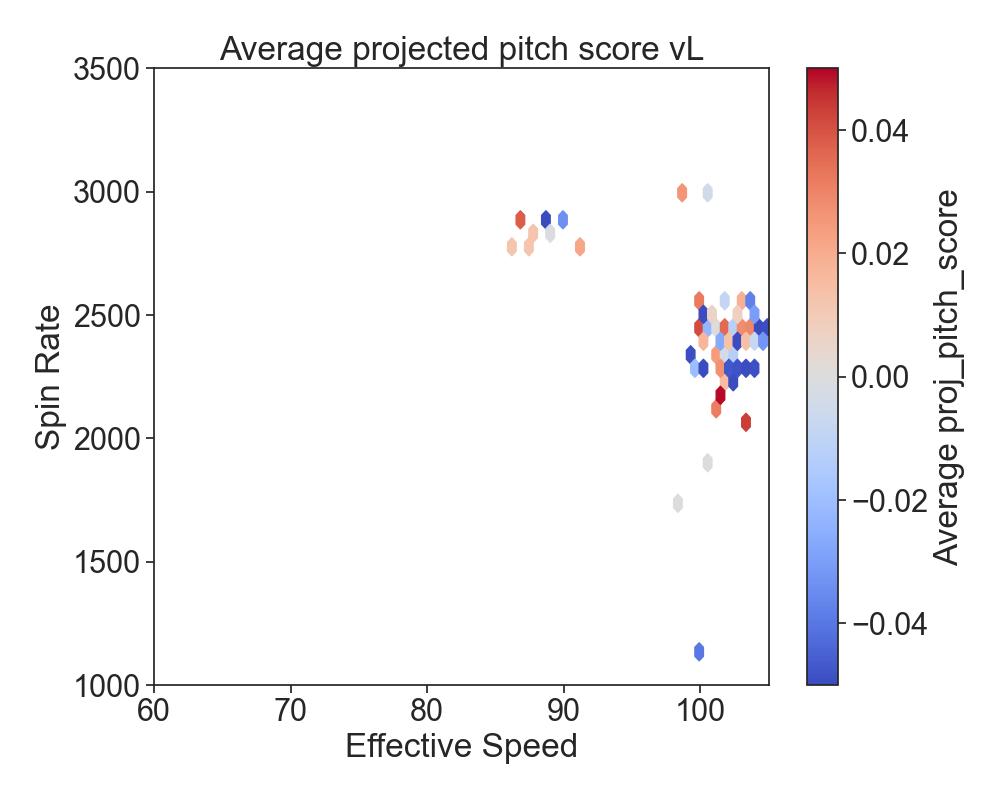 Average projected pitch score vL
3500
3000
2500
2000
1500
1000
Spin Rate
60 70 80 90 100
Effective Speed
0.04
0.02
0.00
−0.02
−0.04
Average proj_pitch_score